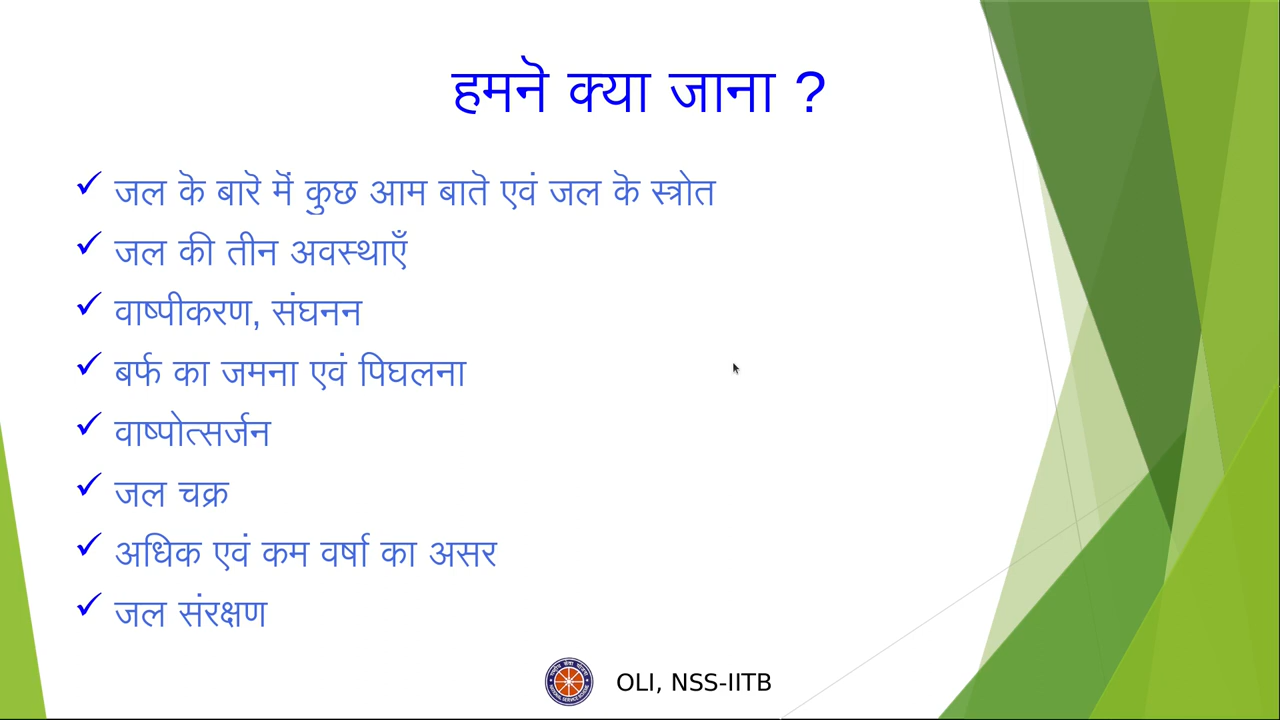 हमनॆ क्या जाना ?
जल कॆ बारॆ मॆं कुछ आम बातॆ एवं जल कॆ स्त्रोत
जल की तीन अवस्थाएँ
वाष्पीकरण, संघनन
बर्फ का जमना एवं पिघलना
वाष्पोत्सर्जन
जल चक्र
अधिक एवं कम वर्षा का असर
जल संरक्षण
OLI, NSS-IITB